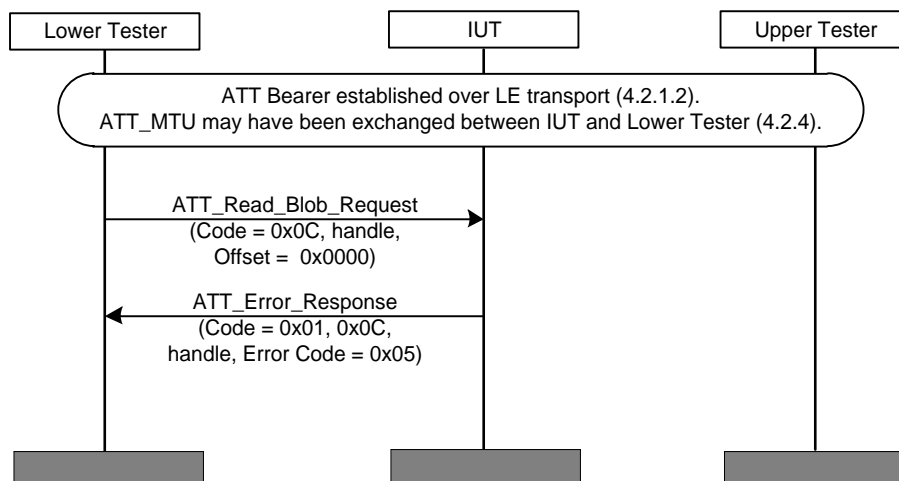 Lower Tester
IUT
Upper Tester
ATT Bearer established over LE transport (4.2.1.2).
ATT_MTU may have been exchanged between IUT and Lower Tester (4.2.4).
ATT_Read_Blob_Request
(Code = 0x0C, handle,
Offset = 0x0000)
ATT_Error_Response
(Code = 0x01, 0x0C,
handle, Error Code = 0x05)